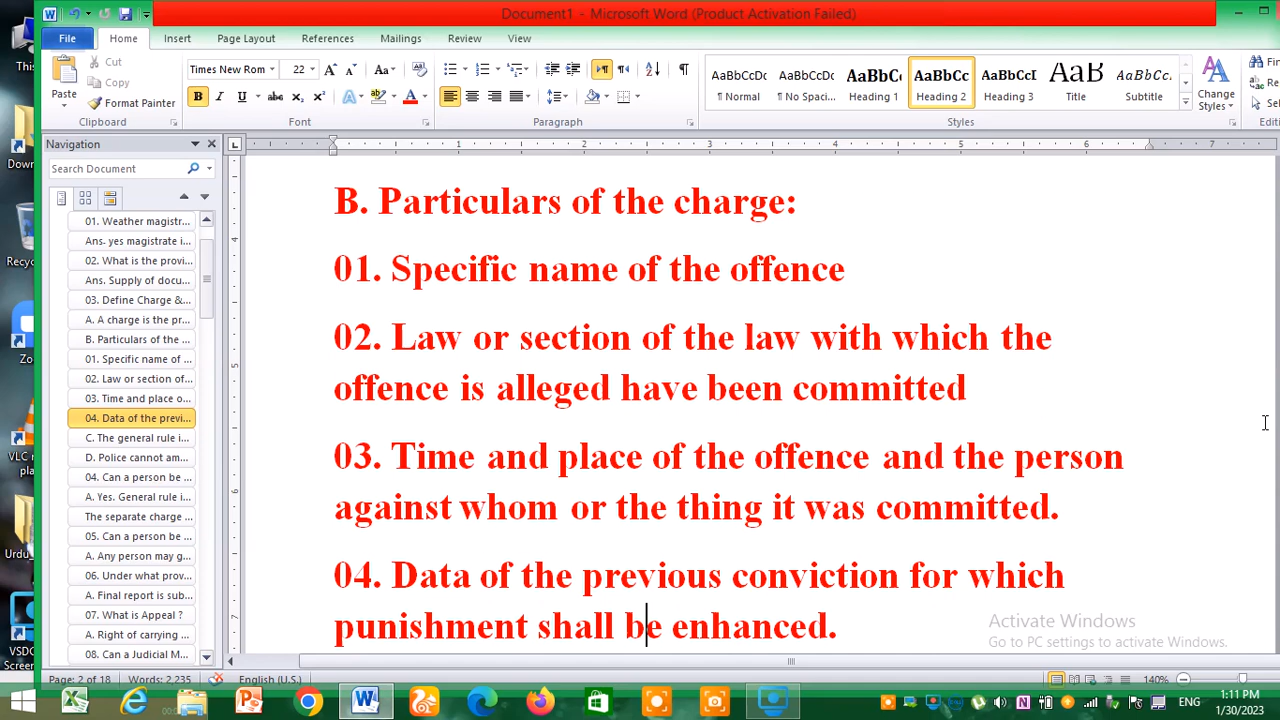 Document1 - Microsoft Word (Product Activation Failed)
File Home Insert Page Layout References Mailings Review View
Paste
Cut
Copy
Format Painter
Clipboard
Times New Rom 22
Font
Paragraph
AaBbCcDc AaBbCcDc AaBbCc AaBbCc AaBbCcI AaB AaBbCc
¶ Normal ¶ No Spaci... Heading 1 Heading 2 Heading 3 Title Subtitle
Styles
Change
Styles
Navigation
Search Document
01. Weather magistr...
Ans. yes magistrate i...
02. What is the provi...
Ans. Supply of docu...
03. Define Charge &...
A. A charge is the pr...
B. Particulars of the ...
01. Specific name of ...
02. Law or section of...
03. Time and place o...
04. Data of the previ...
C. The general rule i...
D. Police cannot am...
04. Can a person be ...
A. Yes. General rule i...
The separate charge ...
05. Can a person be ...
A. Any person may g...
06. Under what prov...
A. Final report is sub...
07. What is Appeal ?
A. Right of carrying ...
08. Can a Judicial M...
B. Particulars of the charge:
01. Specific name of the offence
02. Law or section of the law with which the
offence is alleged have been committed
03. Time and place of the offence and the person
against whom or the thing it was committed.
04. Data of the previous conviction for which
punishment shall be enhanced.
Activate Windows
Go to PC settings to activate Windows.
Page: 2 of 18 Words: 2,235 English (U.S.) 140%
ENG
1:11 PM
1/30/2023